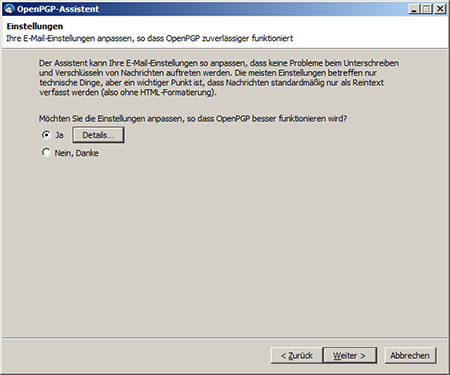 OpenPGP-Assistent
Einstellungen
Ihre E-Mail-Einstellungen anpassen, so dass OpenPGP zuverlässiger funktioniert
Der Assistent kann Ihre E-Mail-Einstellungen so anpassen, dass keine Probleme beim Unterschreiben
und Verschlüsseln von Nachrichten auftreten werden. Die meisten Einstellungen betreffen nur
technische Dinge, aber ein wichtiger Punkt ist, dass Nachrichten standardmäßig nur als Reintext
verfasst werden (also ohne HTML-Formatierung).
Möchten Sie die Einstellungen anpassen, so dass OpenPGP besser funktionieren wird?
Ja Details...
Nein, Danke
< Zurück Weiter > Abbrechen